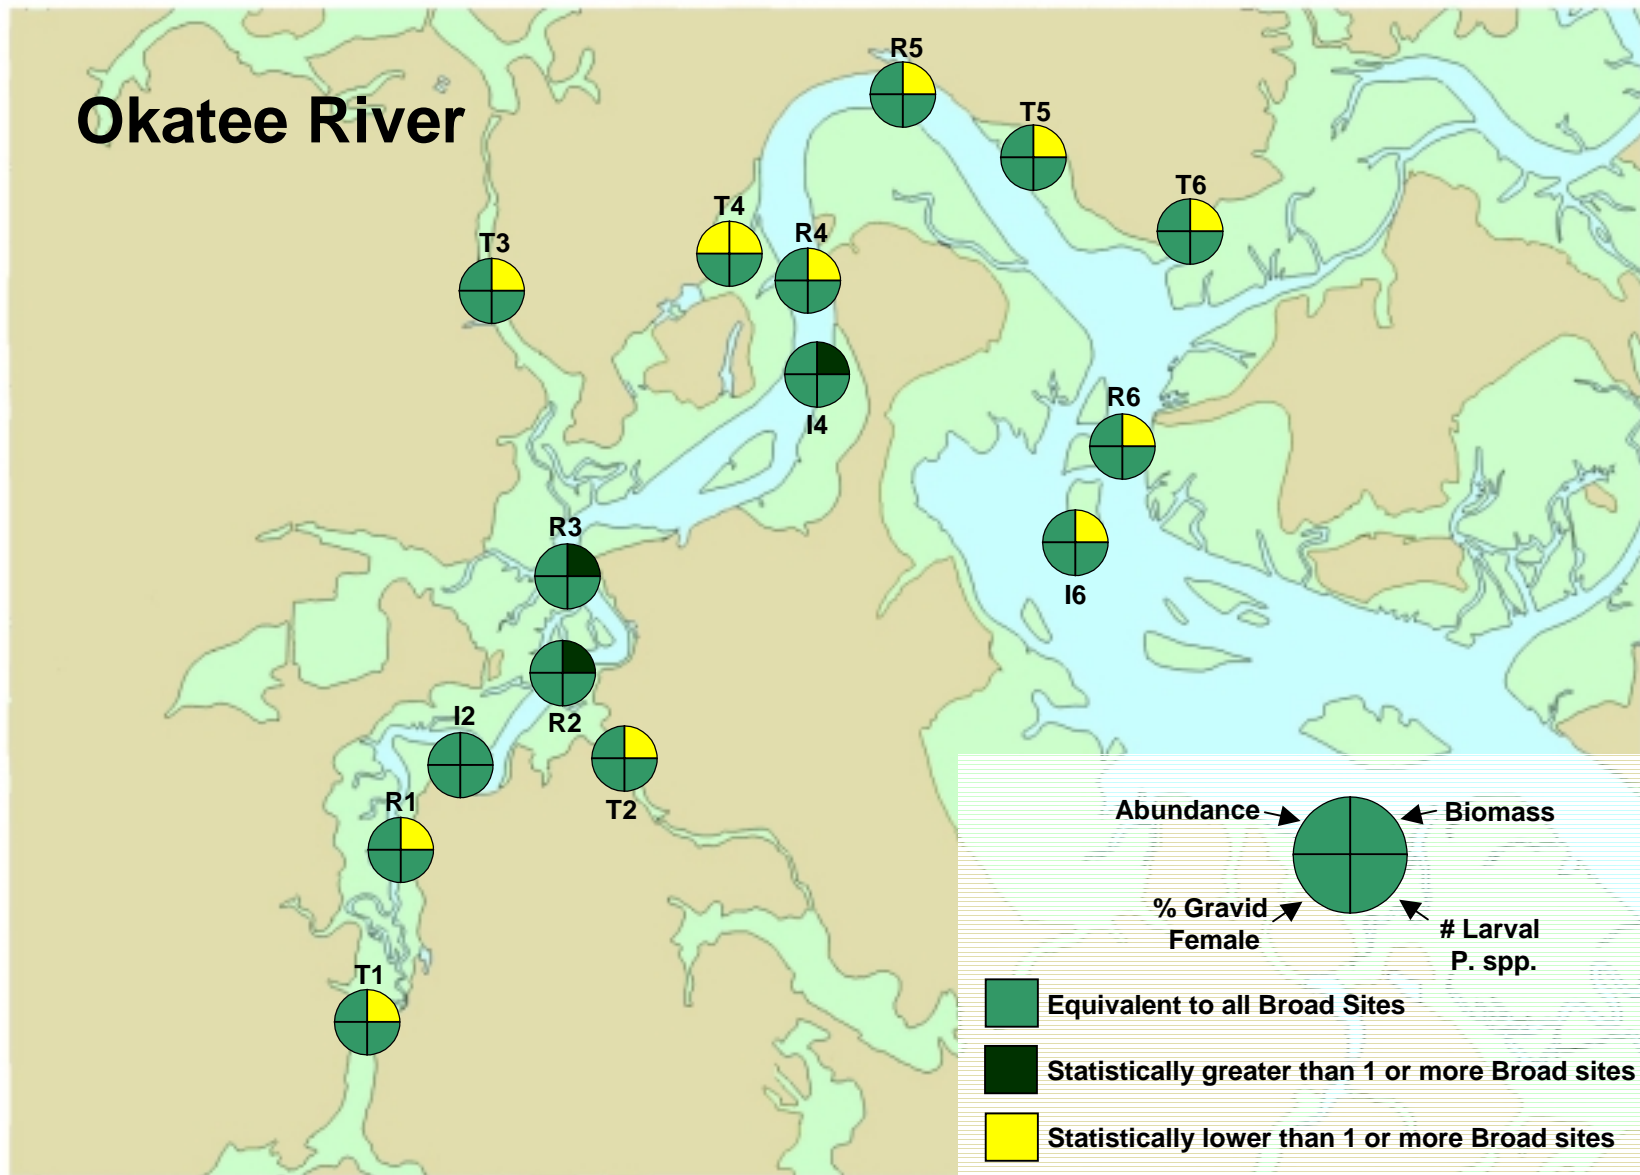 Okatee River
R5
T5
T6
T4
R4
T3
I4
R6
R3
I6
R2
I2
T2
R1
T1
Abundance
Biomass
% Gravid
Female
# Larval
P. spp.
Equivalent to all Broad Sites
Statistically greater than 1 or more Broad sites
Statistically lower than 1 or more Broad sites